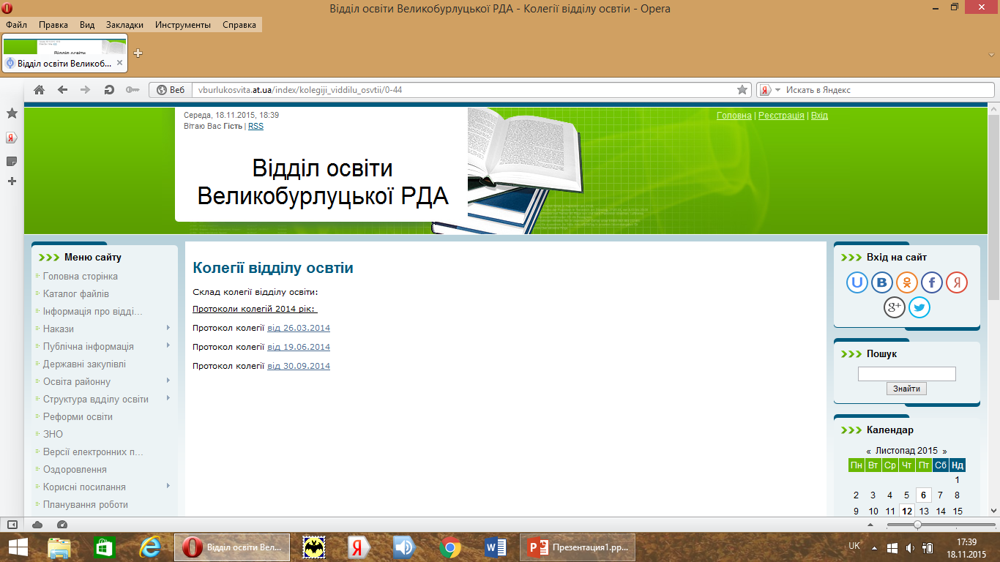 Відділ освіти Великобурлуцької РДА - Колегії відділу освтіи - Opera
Файл Правка Вид Закладки Инструменты Справка
Відділ освіти Великоб...
Веб vburlukosvita.at.ua/index/kolegiji_viddilu_osvtii/0-44 Искать в Яндекс
Середа, 18.11.2015, 18:39
Вітаю Вас Гість | RSS
Головна | Реєстрація | Вхід
Відділ освіти
Великобурлуцької РДА
Меню сайту
Головна сторінка
Каталог файлів
Інформація про відді...
Накази
Публічна інформація
Державні закупівлі
Освіта районну
Структура вдділу освіти
Реформи освіти
ЗНО
Версії електронних п...
Оздоровлення
Корисні посилання
Планування роботи
Колегії відділу освтіи
Склад колегії відділу освіти:
Протоколи колегій 2014 рік:
Протокол колегії від 26.03.2014
Протокол колегії від 19.06.2014
Протокол колегії від 30.09.2014
Вхід на сайт
Пошук
Знайти
Календар
« Листопад 2015 »
Пн Вт Ср Чт Пт Сб Нд
1
2 3 4 5 6 7 8
9 10 11 12 13 14 15
Відділ освіти Вел...
Презентация1.pp...
UK
17:39
18.11.2015